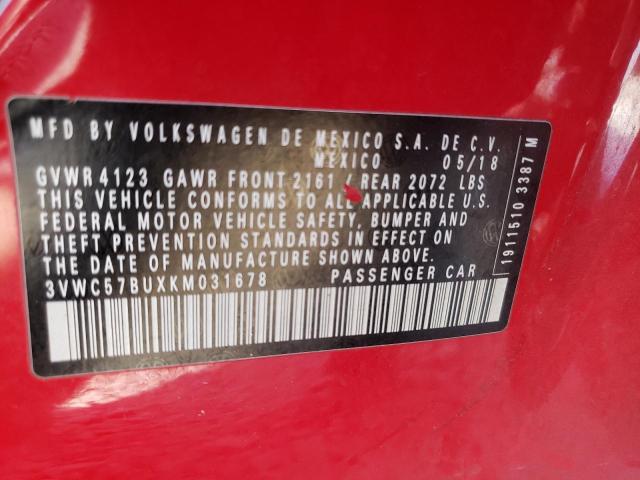 MFD BY VOLKSWAGEN DE MEXICO S.A. DE C.V.
MEXICO 05/18
GVWR 4123 GAWR FRONT 2161 / REAR 2072 LBS
THIS VEHICLE CONFORMS TO ALL APPLICABLE U.S.
FEDERAL MOTOR VEHICLE SAFETY, BUMPER AND
THEFT PREVENTION STANDARDS IN EFFECT ON
THE DATE OF MANUFACTURE SHOWN ABOVE.
3VWC57BUXKM031678 PASSENGER CAR
1911510 3387 M